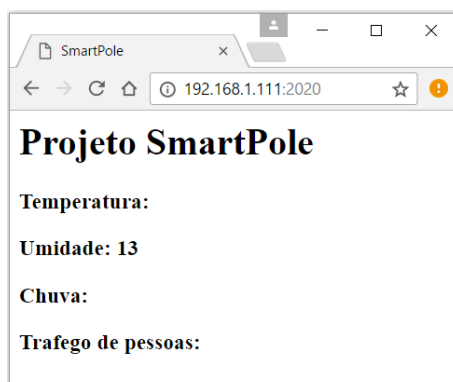 SmartPole
192.168.1.111:2020
Projeto SmartPole
Temperatura:
Umidade: 13
Chuva:
Trafego de pessoas: